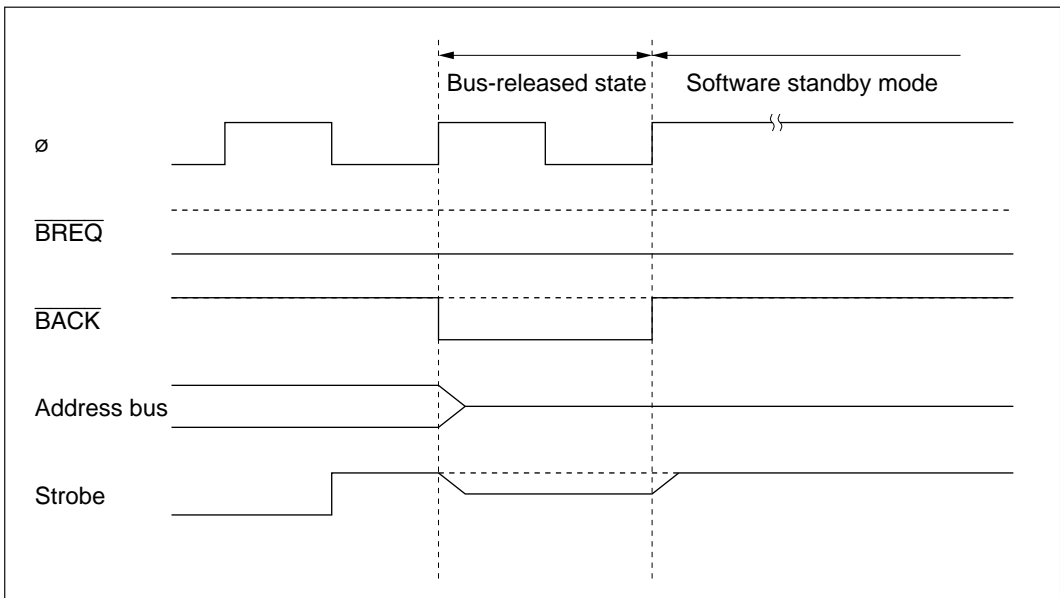 Bus-released state Software standby mode
ø
BREQ
BACK
Address bus
Strobe